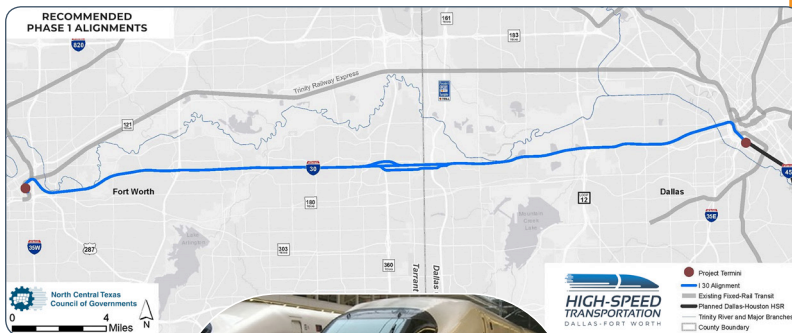 RECOMMENDED
PHASE 1 ALIGNMENTS
820
161
183
Trinity Railway Express
121
30
Fort Worth
Dallas
45
180
12
35E
35W
287
303
360
Tarrant
Dallas
North Central Texas
Council of Governments
0 4
Miles
N
HIGH-SPEED
TRANSPORTATION
DALLAS-FORT WORTH
Project Termini
I 30 Alignment
Existing Fixed-Rail Transit
Planned Dallas-Houston HSR
Trinity River and Major Branches
County Boundary